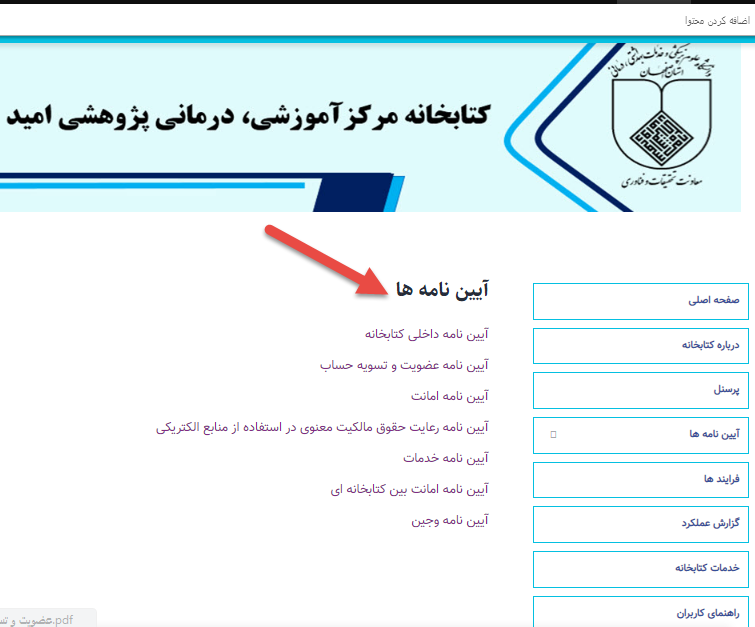 اضافه کردن محتوا
استان اصفهان
معاونت تحقیقات و فناوری
کتابخانه مرکز آموزشی، درمانی پژوهشی امید
صفحه اصلی
درباره کتابخانه
پرسنل
آیین نامه ها
فرایند ها
گزارش عملکرد
خدمات کتابخانه
راهنمای کاربران
آیین نامه ها
آیین نامه داخلی کتابخانه
آیین نامه عضویت و تسویه حساب
آیین نامه امانت
آیین نامه رعایت حقوق مالکیت معنوی در استفاده از منابع الکتریکی
آیین نامه خدمات
آیین نامه امانت بین کتابخانه ای
آیین نامه وجین
عضویت و تس
.pdf